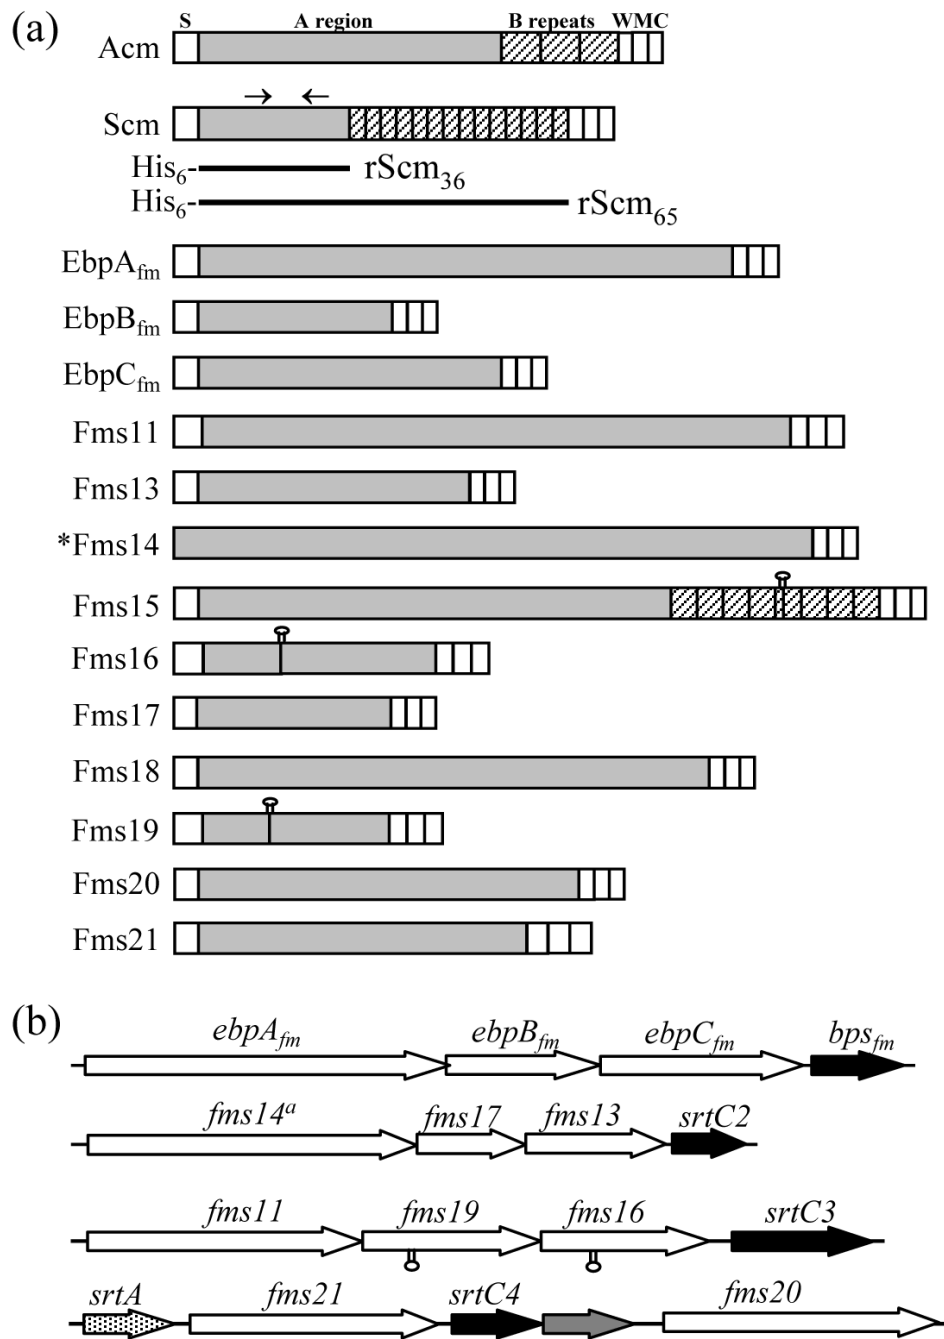 (a)
S A region B repeats WMC
Acm
Scm
His6- rScm36
His6- rScm65
EbpAfm
EbpBfm
EbpCfm
Fms11
Fms13
*Fms14
Fms15
Fms16
Fms17
Fms18
Fms19
Fms20
Fms21
(b)
ebpAfm ebpBfm ebpCfm bpsfm
fms14a fms17 fms13 srtC2
fms11 fms19 fms16 srtC3
srtA fms21 srtC4 fms20